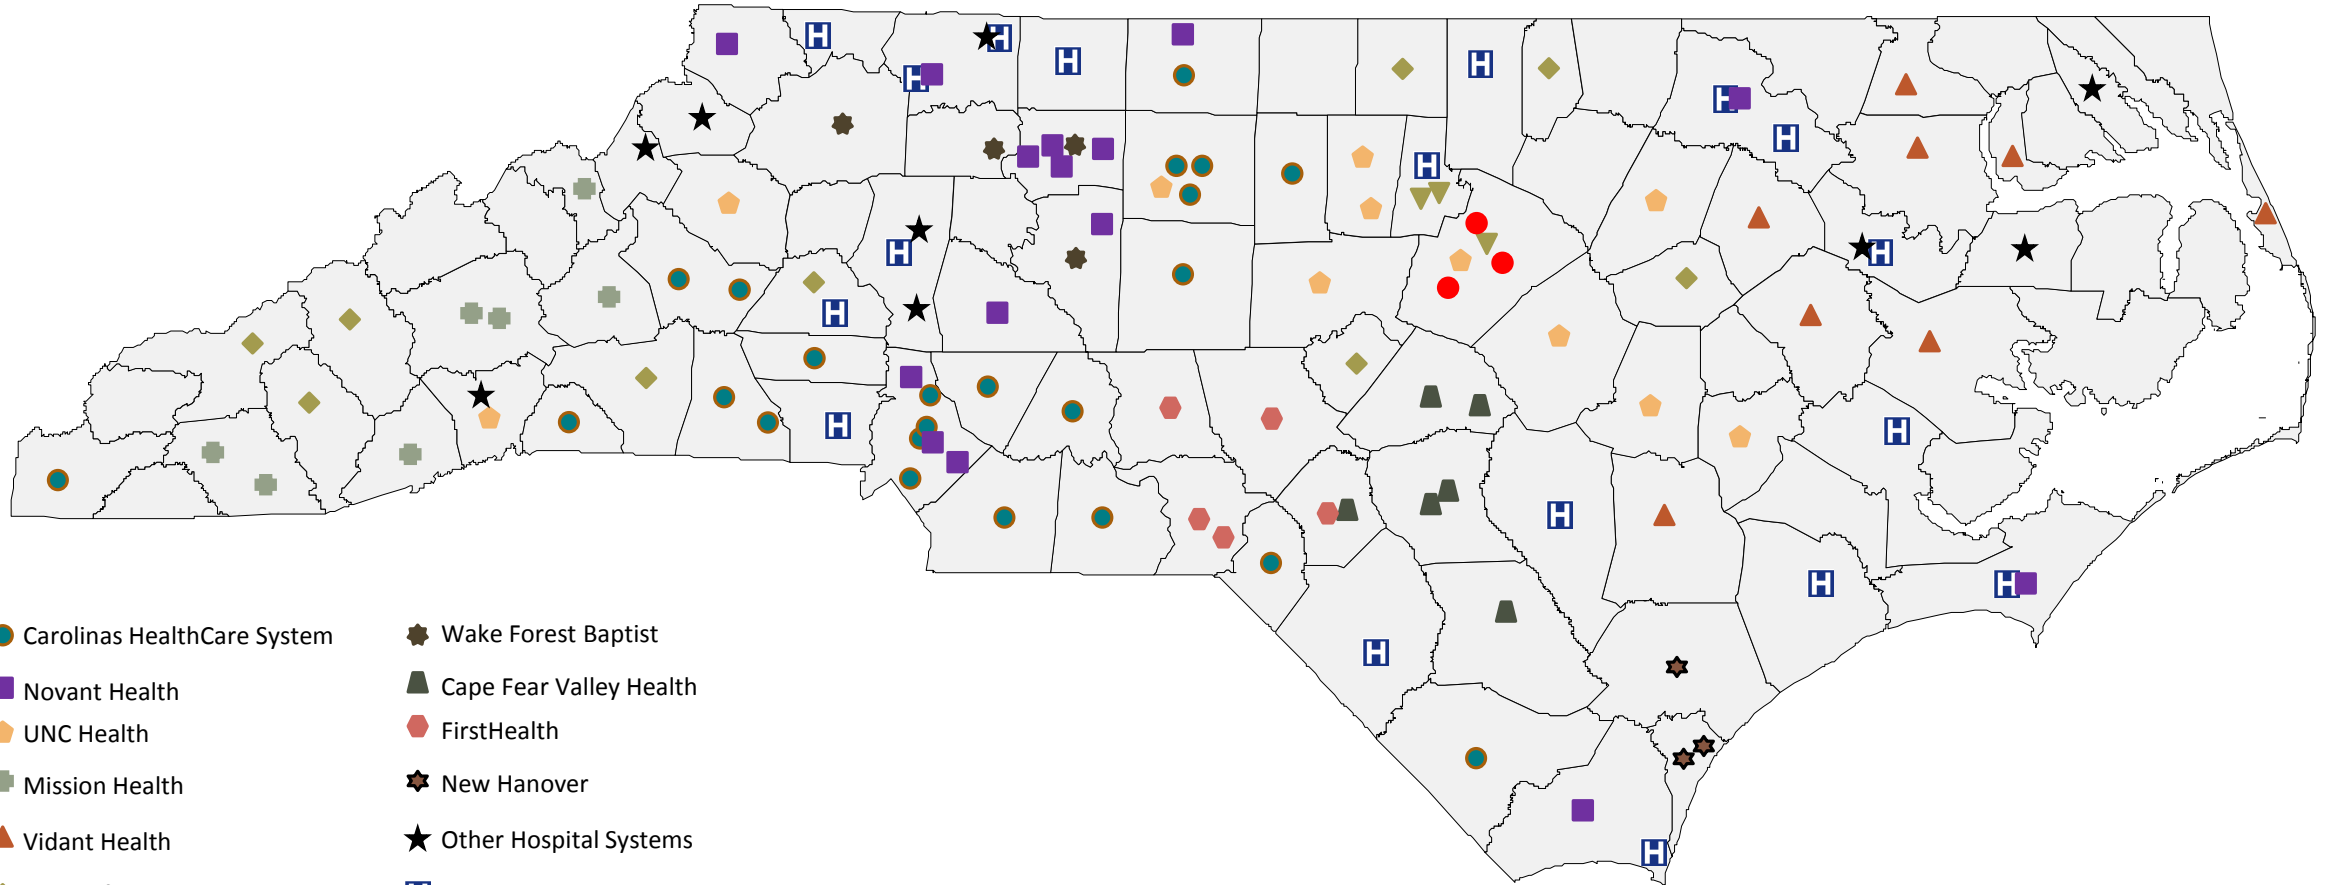 Carolinas HealthCare System
Novant Health
UNC Health
Mission Health
Vidant Health
Wake Forest Baptist
Cape Fear Valley Health
FirstHealth
New Hanover
Other Hospital Systems